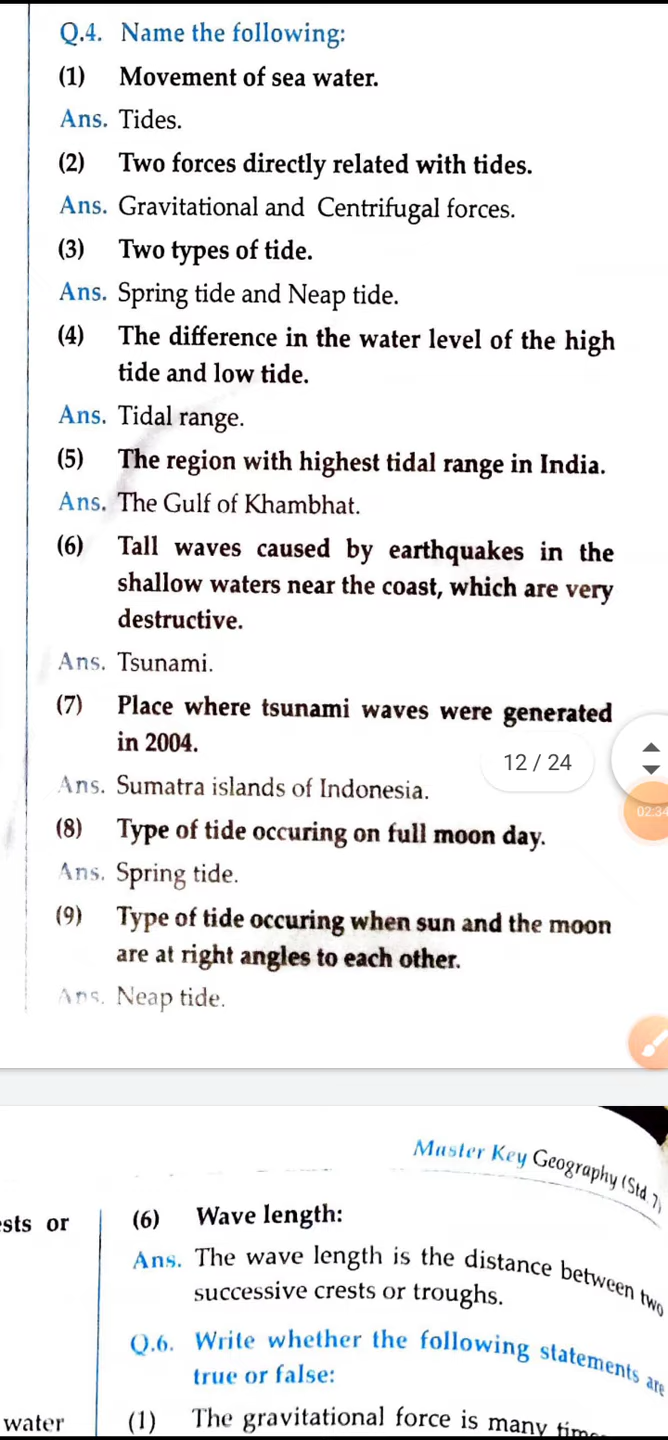 Q.4. Name the following:
(1) Movement of sea water.
Ans. Tides.
(2) Two forces directly related with tides.
Ans. Gravitational and Centrifugal forces.
(3) Two types of tide.
Ans. Spring tide and Neap tide.
(4) The difference in the water level of the high
tide and low tide.
Ans. Tidal range.
(5) The region with highest tidal range in India.
Ans. The Gulf of Khambhat.
(6) Tall waves caused by earthquakes in the
shallow waters near the coast, which are very
destructive.
Ans. Tsunami.
(7) Place where tsunami waves were generated
in 2004.
12 / 24
02:34
Ans. Sumatra islands of Indonesia.
(8) Type of tide occuring on full moon day.
Ans. Spring tide.
(9) Type of tide occuring when sun and the moon
are at right angles to each other.
Ans. Neap tide.
Master Key Geography (Std. 7)
sts or
(6) Wave length:
Ans. The wave length is the distance between two
successive crests or troughs.
Q.6. Write whether the following statements are
true or false:
water
(1) The gravitational force is many